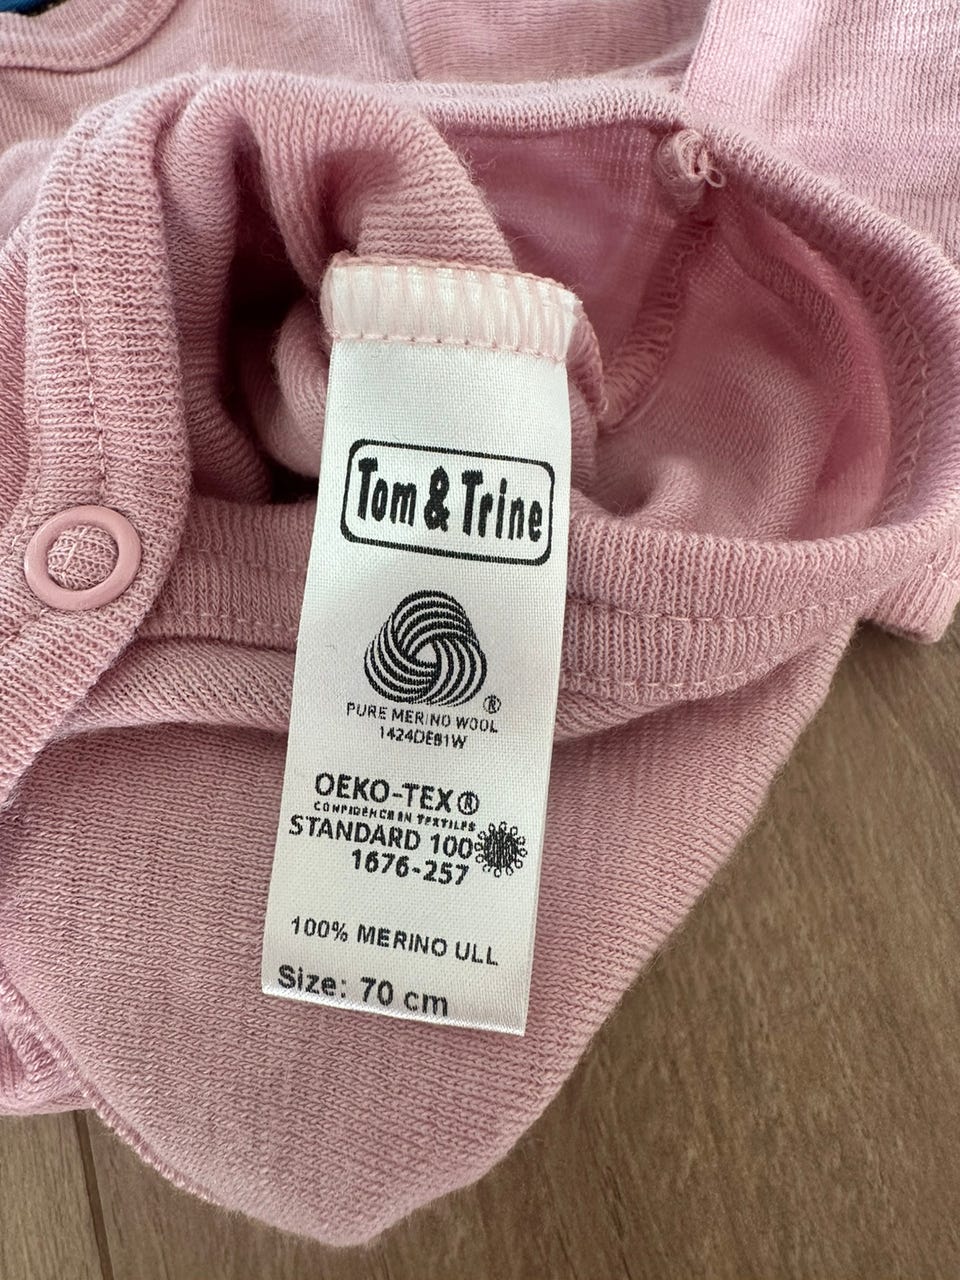 Tom & Trine
®
PURE MERINO WOOL
1424DE81W
OEKO-TEX®
CONFIDENCE IN TEXTILES
STANDARD 100
1676-257
100% MERINO ULL
Size: 70 cm